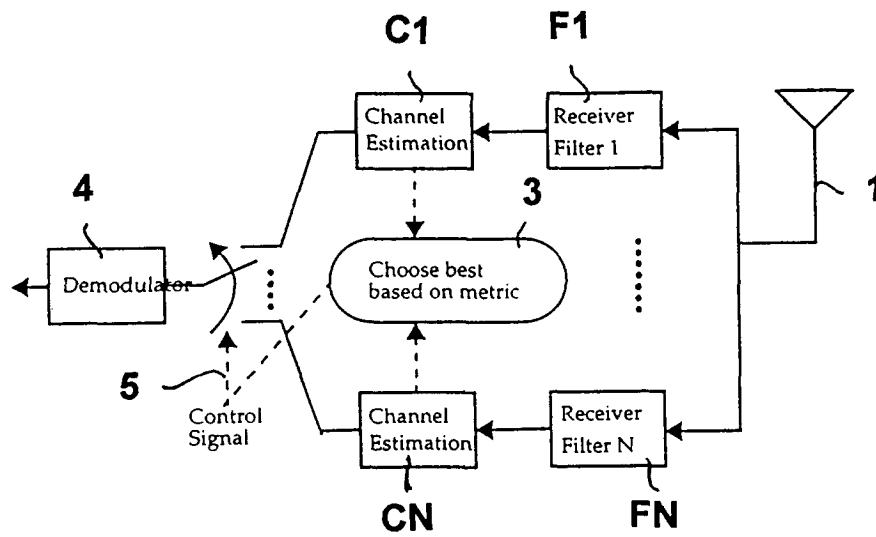 C1
F1
Channel
Estimation
Receiver
Filter 1
1
4
3
Demodulator
Choose best
based on metric
5
Control
Signal
Channel
Estimation
Receiver
Filter N
CN
FN